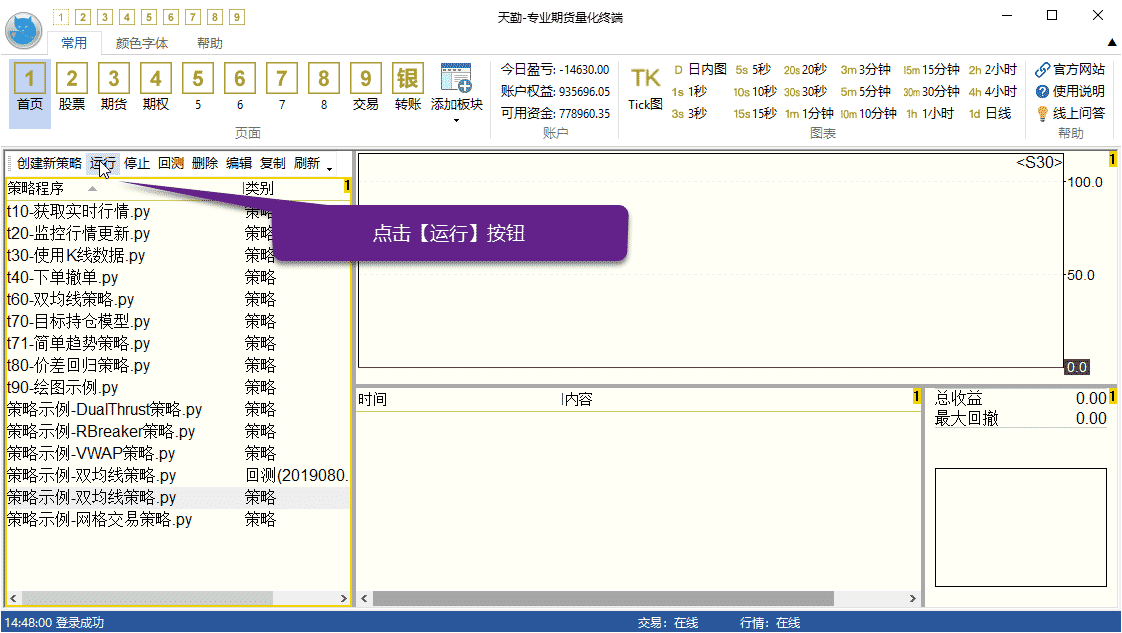 1 2 3 4 5 6 7 8 9
天勤-专业期货量化终端
常用 颜色字体 帮助
1 2 3 4 5 6 7 8 9 银
首页 股票 期货 期权 5 6 7 8 交易 转账 添加板块
页面
今日盈亏: -14630.00
账户权益: 935696.05
可用资金: 778960.35
账户
TK
Tick图
D 日内图 5s 5秒 20s 20秒 3m 3分钟 15m 15分钟 2h 2小时
1s 1秒 10s 10秒 30s 30秒 5m 5分钟 30m 30分钟 4h 4小时
3s 3秒 15s 15秒 1m 1分钟 10m 10分钟 1h 1小时 1d 日线
图表
官方网站
使用说明
线上问答
帮助
创建新策略 运行 停止 回测 删除 编辑 复制 刷新
策略程序 类别 1
t10-获取实时行情.py 策略
t20-监控行情更新.py 策略
t30-使用K线数据.py 策略
t40-下单撤单.py 策略
t60-双均线策略.py 策略
t70-目标持仓模型.py 策略
t71-简单趋势策略.py 策略
t80-价差回归策略.py 策略
t90-绘图示例.py 策略
策略示例-DualThrust策略.py 策略
策略示例-RBreaker策略.py 策略
策略示例-VWAP策略.py 策略
策略示例-双均线策略.py 回测(2019080.
策略示例-双均线策略.py 策略
策略示例-网格交易策略.py 策略
点击【运行】按钮
<S30> 1
100.0
50.0
0.0
时间 内容 1
总收益 0.00 1
最大回撤 0.00
14:48:00 登录成功 交易: 在线 行情: 在线